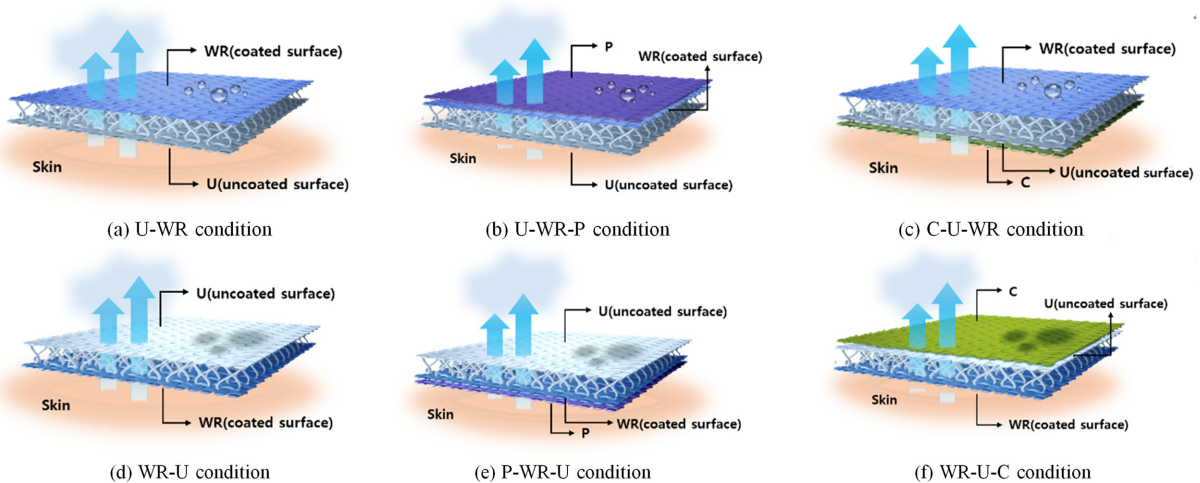 WR(coated surface)
Skin
U(uncoated surface)
(a) U-WR condition
P
WR(coated surface)
Skin
U(uncoated surface)
(b) U-WR-P condition
WR(coated surface)
Skin
U(uncoated surface)
C
(c) C-U-WR condition
U(uncoated surface)
Skin
WR(coated surface)
(d) WR-U condition
U(uncoated surface)
Skin
WR(coated surface)
P
(e) P-WR-U condition
C
U(uncoated surface)
Skin
WR(coated surface)
(f) WR-U-C condition